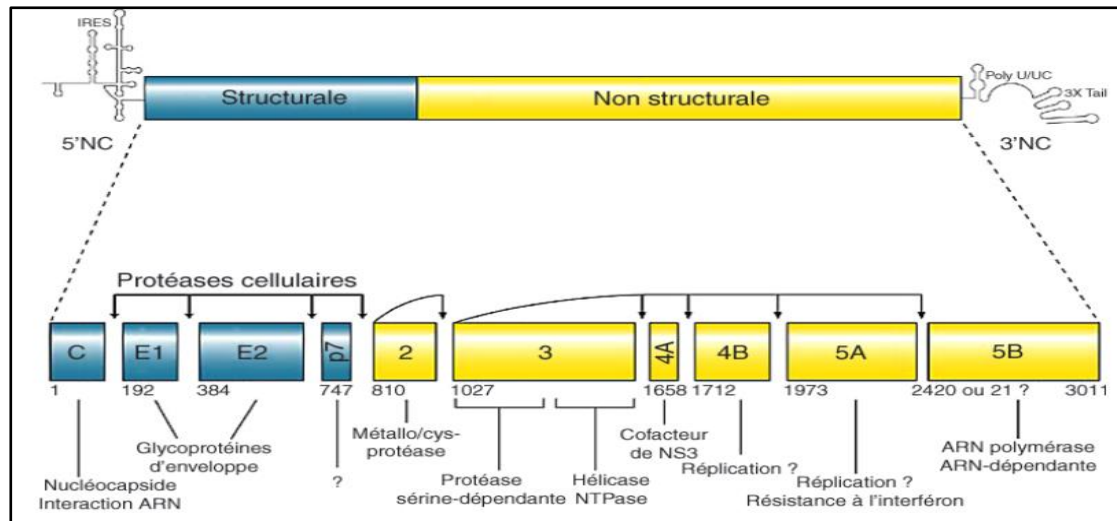 IRES
Structurale
Non structurale
Poly U/UC
3X Tail
5'NC
3'NC
Protéases cellulaires
C
E1
E2
p7
2
3
4A
4B
5A
5B
1
192
384
747
810
1027
1658
1712
1973
2420 ou 21 ?
3011
Nucléocapside
Interaction ARN
Glycoprotéines
d'enveloppe
?
Métallo/cys-
protéase
Protéase
sérine-dépendante
Hélicase
NTPase
Cofacteur
de NS3
Réplication ?
Réplication ?
Résistance à l'interféron
ARN polymérase
ARN-dépendante